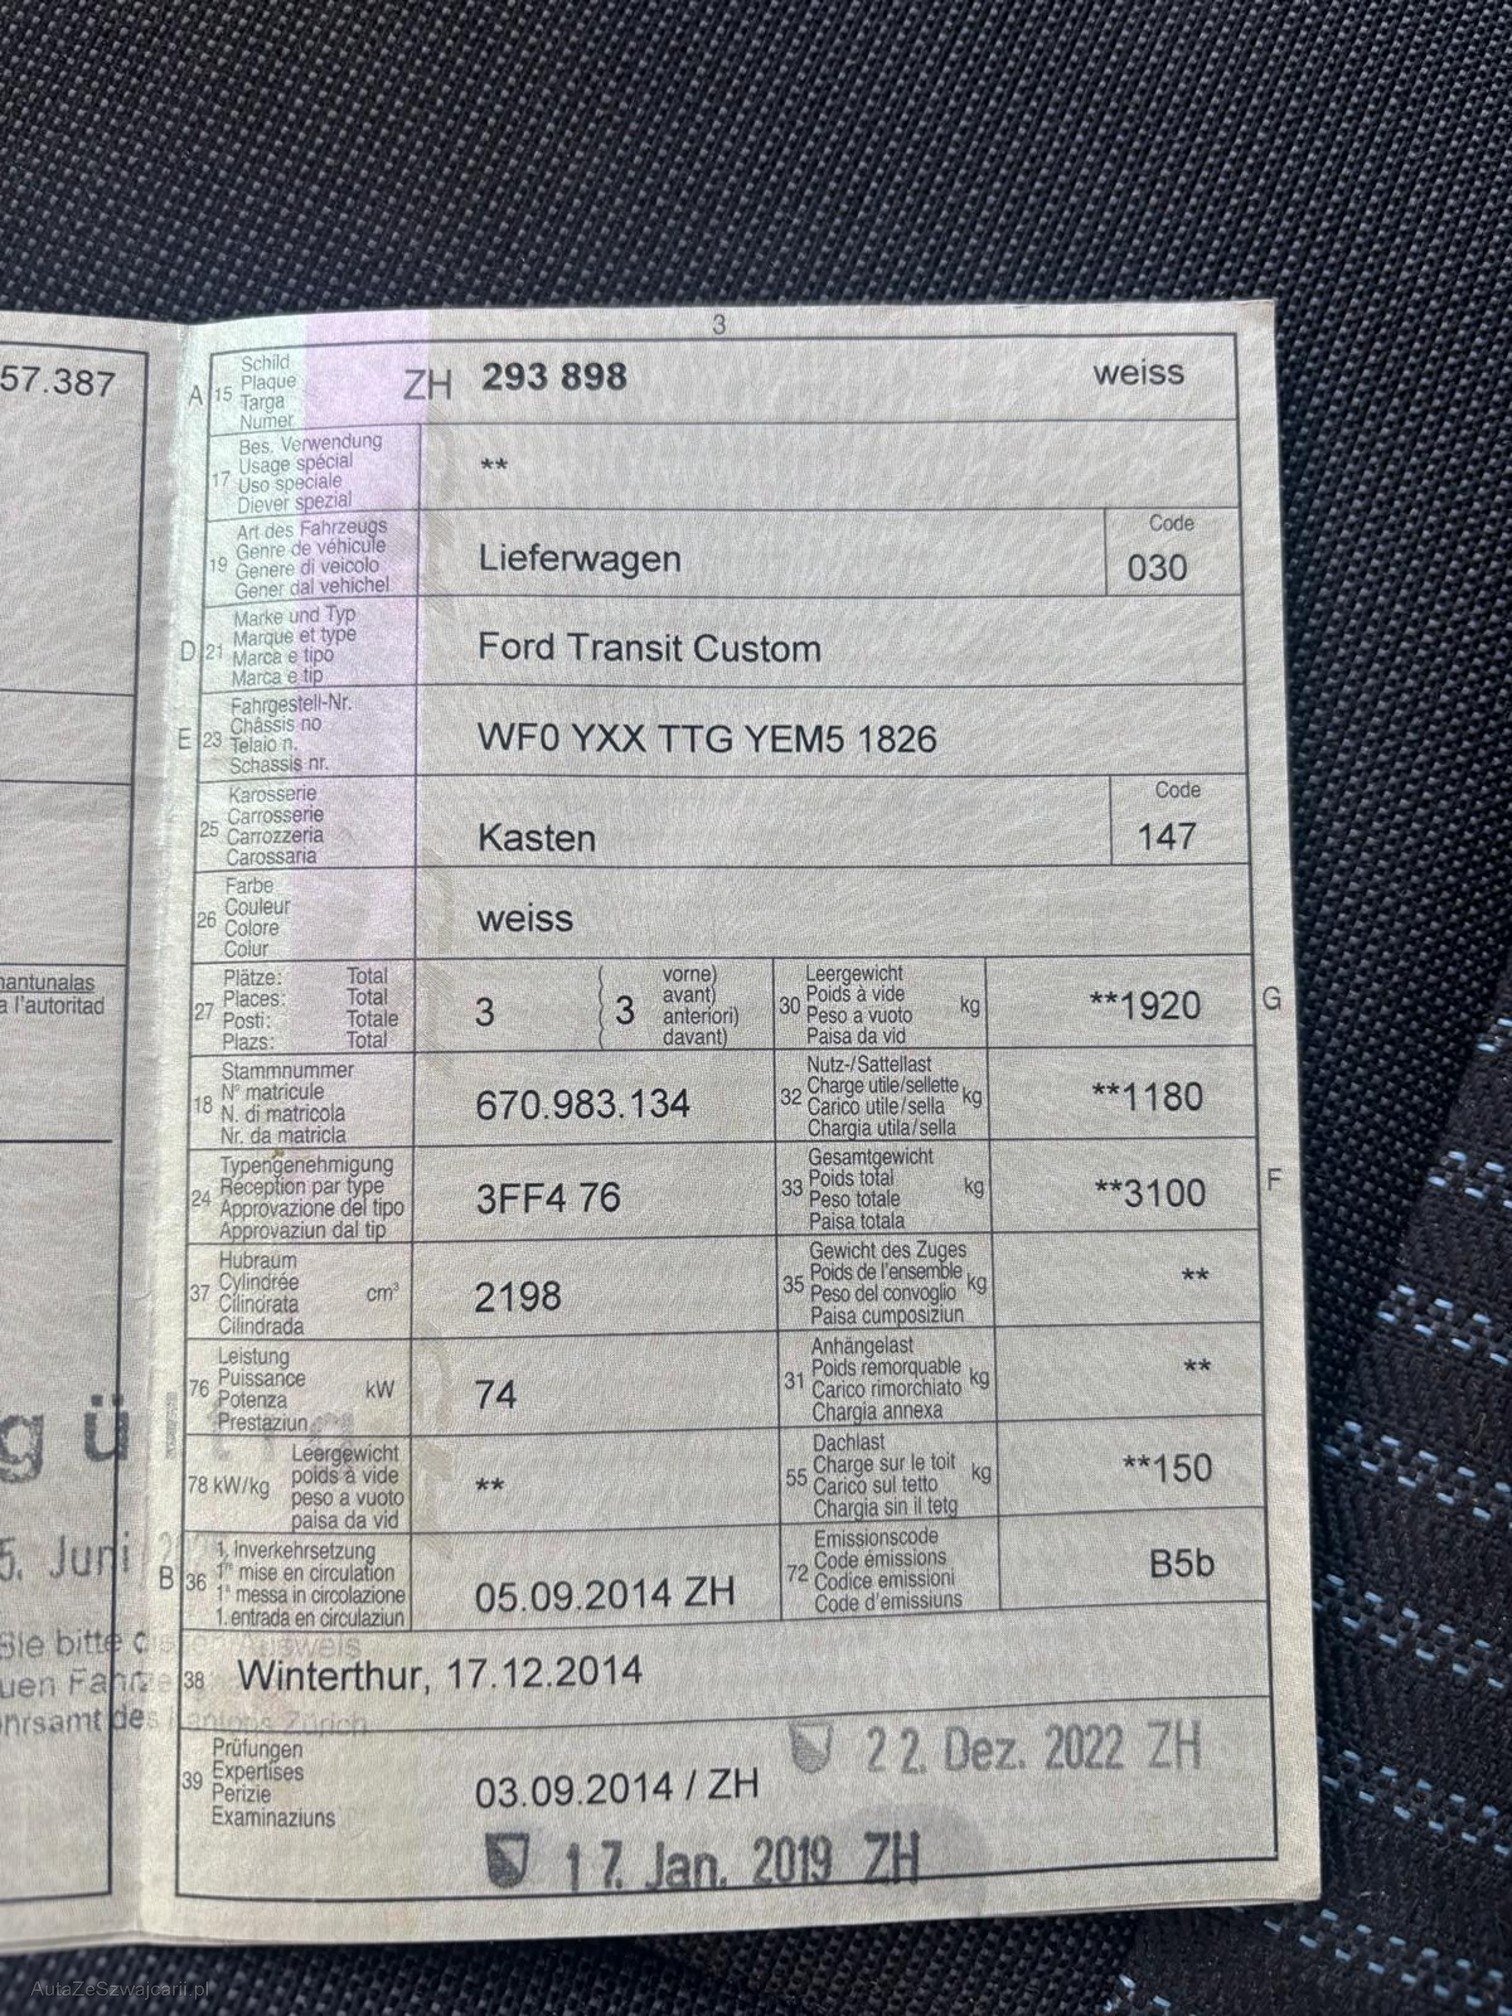 3
57.387
A 15 Schild
Plaque
Targa
Numer
ZH 293 898 weiss
17 Bes. Verwendung
Usage spécial
Uso speciale
Diever spezial
**
19 Art des Fahrzeugs
Genre de véhicule
Genere di veicolo
Gener dal vehichel
Lieferwagen
Code
030
D 21 Marke und Typ
Marque et type
Marca e tipo
Marca e tip
Ford Transit Custom
E 23 Fahrgestell-Nr.
Châssis no
Telaio n.
Schassis nr.
WF0 YXX TTG YEM5 1826
25 Karosserie
Carrosserie
Carrozzeria
Carossaria
Kasten
Code
147
26 Farbe
Couleur
Colore
Colur
weiss
27 Plätze: Total
Places: Total
Posti: Totale
Plazs: Total
3 ( 3 vorne)
avant)
anteriori)
davant)
30 Leergewicht
Poids à vide
Peso a vuoto
Paisa da vid
kg
**1920
G
18 Stammnummer
N° matricule
N. di matricola
Nr. da matricla
670.983.134
32 Nutz-/Sattellast
Charge utile/sellette
Carico utile/sella
Chargia utila/sella
kg
**1180
24 Typengenehmigung
Réception par type
Approvazione del tipo
Approvaziun dal tip
3FF4 76
33 Gesamtgewicht
Poids total
Peso totale
Paisa totala
kg
**3100
F
37 Hubraum
Cylindrée
Cilindrata
Cilindrada
cm³
2198
35 Gewicht des Zuges
Poids de l'ensemble
Peso del convoglio
Paisa cumposiziun
kg
**
76 Leistung
Puissance
Potenza
Prestaziun
kW
74
31 Anhängelast
Poids remorquable
Carico rimorchiato
Chargia annexa
kg
**
78 kW/kg Leergewicht
poids à vide
peso a vuoto
paisa da vid
**
55 Dachlast
Charge sur le toit
Carico sul tetto
Chargia sin il tetg
kg
**150
B 36 1. Inverkehrsetzung
1re mise en circulation
1a messa in circolazione
1. entrada en circulaziun
05.09.2014 ZH
72 Emissionscode
Code émissions
Codice emissioni
Code d'emissiuns
B5b
38 Winterthur, 17.12.2014
39 Prüfungen
Expertises
Perizie
Examinaziuns
03.09.2014 / ZH
22. Dez. 2022 ZH
17. Jan. 2019 ZH
nantunalas
a l'autoritad
g ü
5. Juni
Sie bitte diesen Ausweis
uen Fahrze
hrsamt des Kantons Zürich
AutaZeSzwajcarii.pl